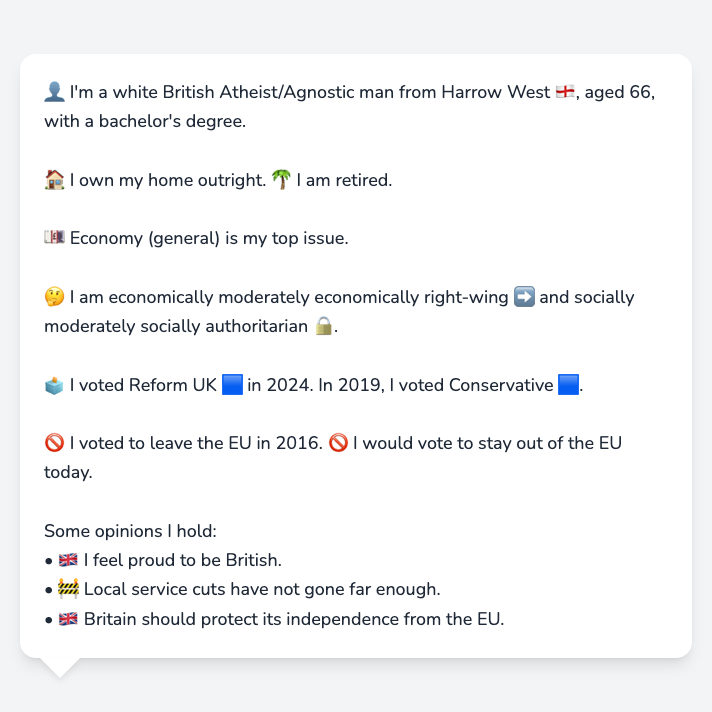 👤 I'm a white British Atheist/Agnostic man from Harrow West 🏴󠁧󠁢󠁥󠁮󠁧󠁿, aged 66,
with a bachelor's degree.
🏠 I own my home outright. 🌴 I am retired.
💷 Economy (general) is my top issue.
🤔 I am economically moderately economically right-wing ➡️ and socially
moderately socially authoritarian 🔒.
🗳️ I voted Reform UK 🟦 in 2024. In 2019, I voted Conservative 🟦.
🚫 I voted to leave the EU in 2016. 🚫 I would vote to stay out of the EU
today.
Some opinions I hold:
• 🇬🇧 I feel proud to be British.
• 🚧 Local service cuts have not gone far enough.
• 🇬🇧 Britain should protect its independence from the EU.